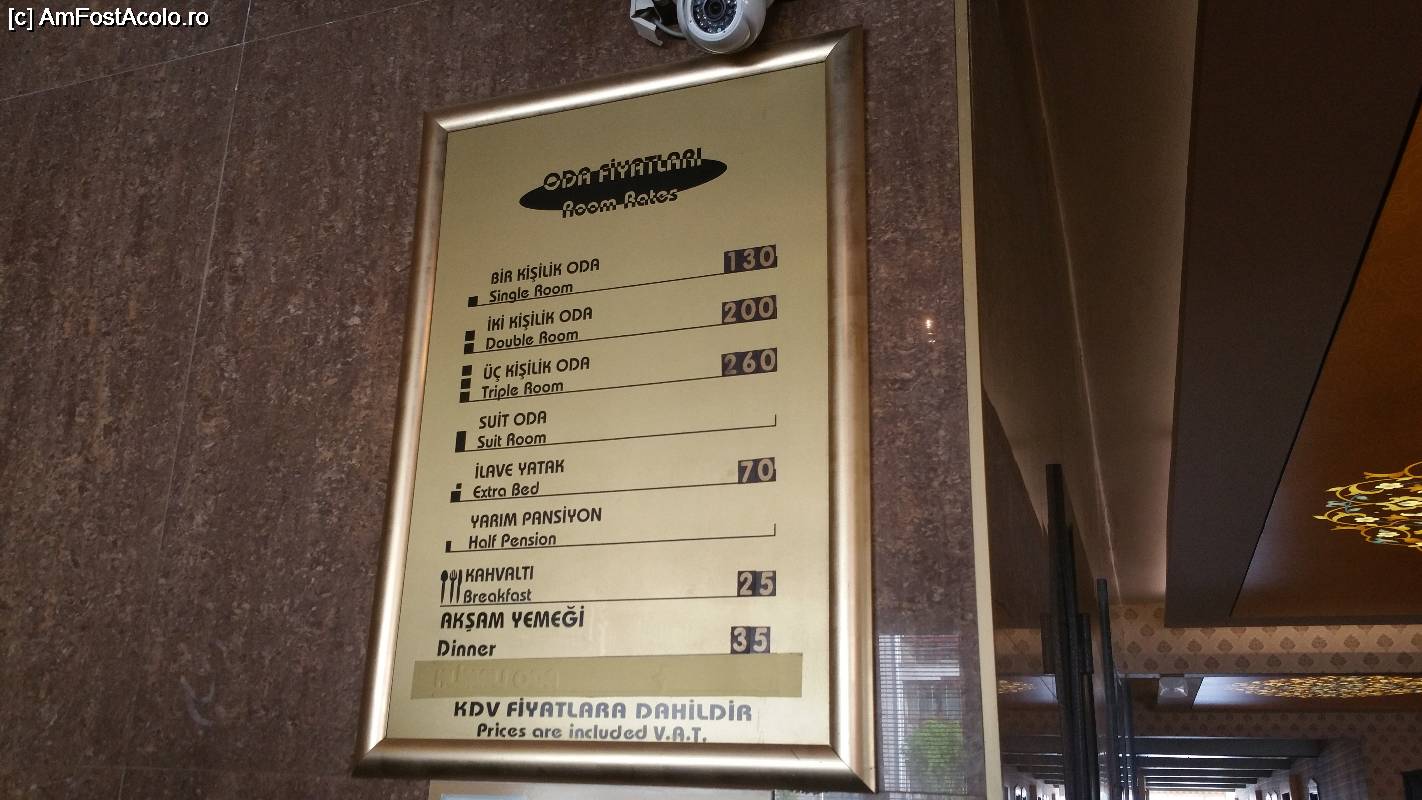 [c] AmFostAcolo.ro
ODA FİYATLARI
Room Rates
BİR KİŞİLİK ODA
Single Room 130
İKİ KİŞİLİK ODA
Double Room 200
ÜÇ KİŞİLİK ODA
Triple Room 260
SUİT ODA
Suit Room
İLAVE YATAK
Extra Bed 70
YARIM PANSİYON
Half Pension
KAHVALTI
Breakfast 25
AKŞAM YEMEĞİ
Dinner 35
KDV FİYATLARA DAHİLDİR
Prices are included V.A.T.